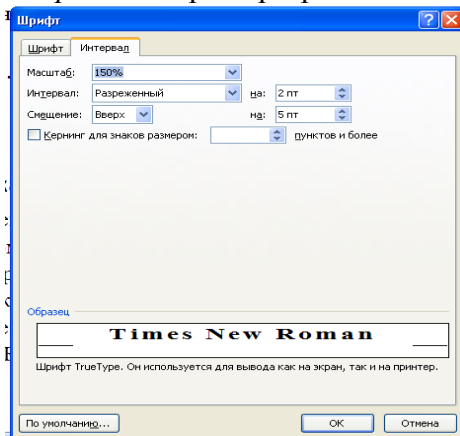 Шрифт
Шрифт Интервал
Масштаб: 150%
Интервал: Разреженный на: 2 пт
Смещение: Вверх на: 5 пт
Кернинг для знаков размером: пунктов и более
Образец
Times New Roman
Шрифт TrueType. Он используется для вывода как на экран, так и на принтер.
По умолчанию... ОК Отмена